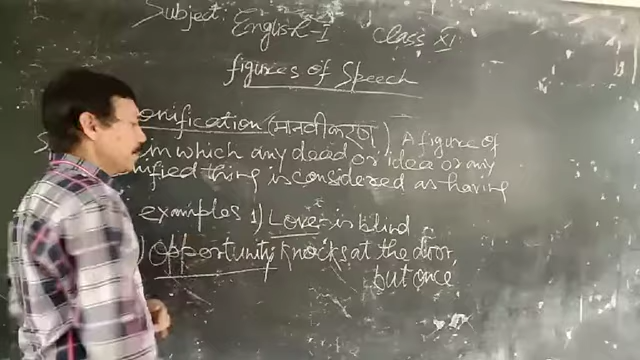 Subject: English-I Class XI
figures of Speech
onification (मानवीकरण) A figure of
in which any dead or idea or any
nified thing is considered as having
examples 1) Love is blind
) Opportunity knocks at the door,
but once